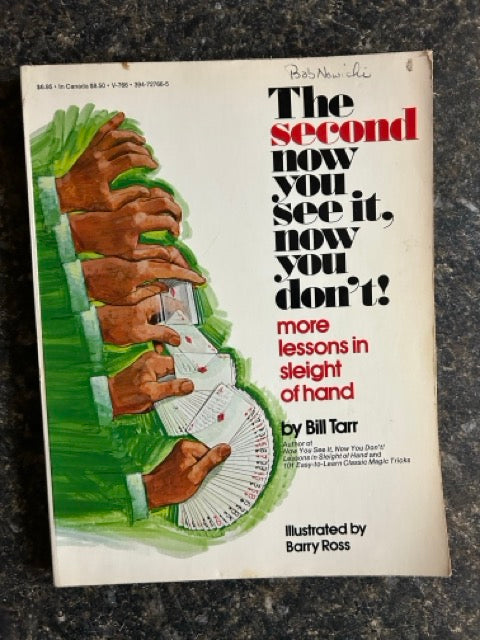 $6.95 • In Canada $8.50 • V-766 • 394-72766-5
Bob Nowicki
The
second
now
you
see it,
now
you
don't!
more
lessons in
sleight
of hand
by Bill Tarr
Author of
Now You See It, Now You Don't!
Lessons in Sleight of Hand and
101 Easy-to-Learn Classic Magic Tricks
Illustrated by
Barry Ross